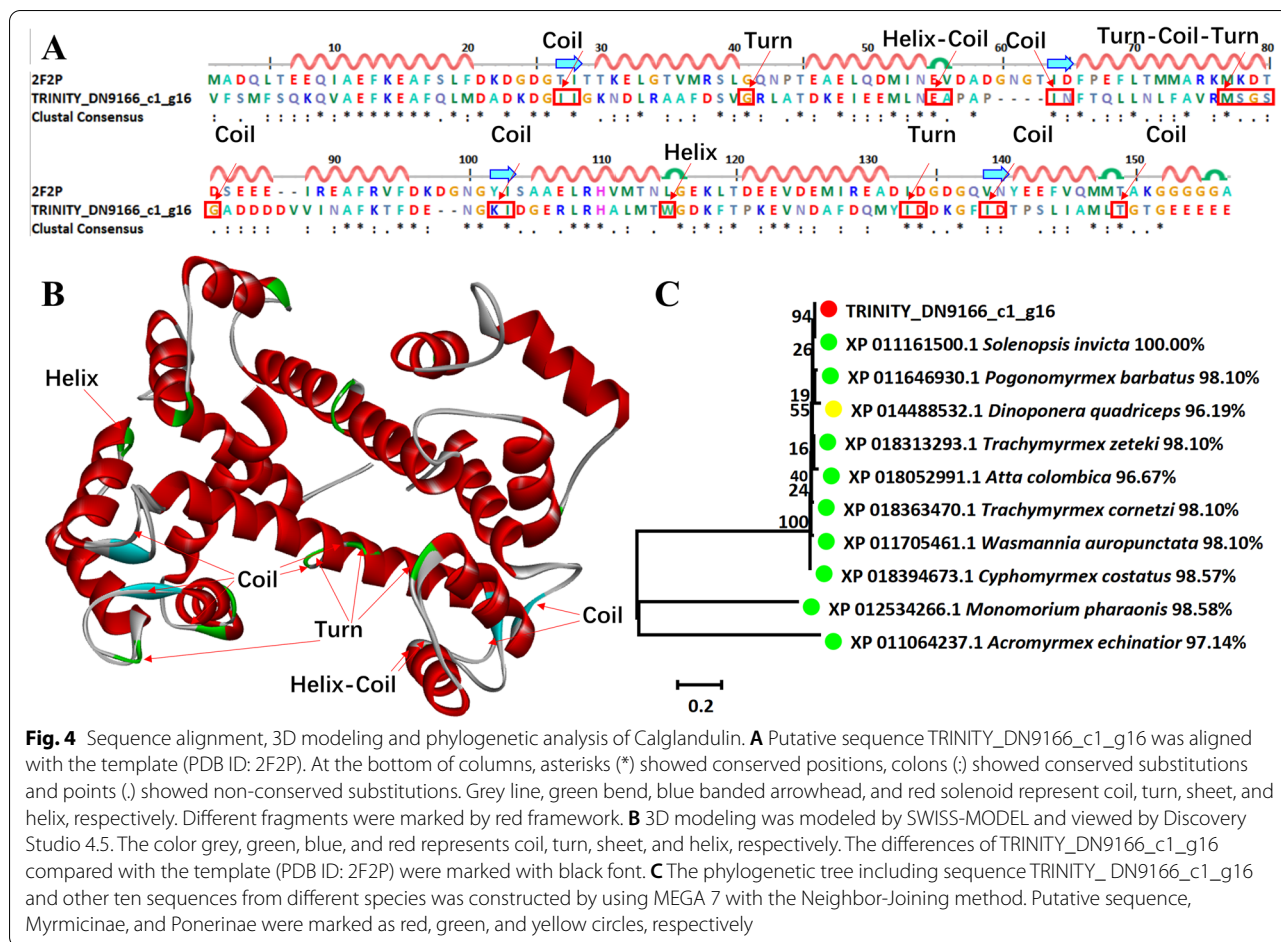 A
Coil Turn Helix-Coil Coil Turn-Coil-Turn
10 20 30 40 50 60 70 80
2F2P MADQLTEEQIAEFKEAFSLFDKDGDGTITTKELGTVMRSLGQNPTEAELQDMINEVDADGNGTIDFPEFLTMMARKMKDT
TRINITY_DN9166_c1_g16 VFSMFSQKQVAEFKEAFQLMDADKDGIIGKNDLRAAFDSVGRLATDKEIEEMLNEAPAP----INFTQLLNLFAVRMSGS
Clustal Consensus
Coil Coil Helix Turn Coil Coil
90 100 110 120 130 140 150
2F2P DSEEE--IREAFRVFDKDGNGYISAAELRHVMTNLGEKLTDEEVDEMIREADLDGDGQVNYEEFVQMMTAKGGGGGA
TRINITY_DN9166_c1_g16 GADDDDVVINAFKTFDE--NGKIDGERLRHALMTWGDKFTPKEVNDAFDQMYIDDKGFIDTPSLIAMLTGTGEEEEE
Clustal Consensus
B
Helix
Coil
Turn
Helix-Coil
Coil
C
94 TRINITY_DN9166_c1_g16
26 XP 011161500.1 Solenopsis invicta 100.00%
XP 011646930.1 Pogonomyrmex barbatus 98.10%
19
55 XP 014488532.1 Dinoponera quadriceps 96.19%
16 XP 018313293.1 Trachymyrmex zeteki 98.10%
40 XP 018052991.1 Atta colombica 96.67%
24
XP 018363470.1 Trachymyrmex cornetzi 98.10%
100
XP 011705461.1 Wasmannia auropunctata 98.10%
XP 018394673.1 Cyphomyrmex costatus 98.57%
XP 012534266.1 Monomorium pharaonis 98.58%
XP 011064237.1 Acromyrmex echinatior 97.14%
0.2
Fig. 4 Sequence alignment, 3D modeling and phylogenetic analysis of Calglandulin. A Putative sequence TRINITY_DN9166_c1_g16 was aligned
with the template (PDB ID: 2F2P). At the bottom of columns, asterisks (*) showed conserved positions, colons (:) showed conserved substitutions
and points (.) showed non-conserved substitutions. Grey line, green bend, blue banded arrowhead, and red solenoid represent coil, turn, sheet, and
helix, respectively. Different fragments were marked by red framework. B 3D modeling was modeled by SWISS-MODEL and viewed by Discovery
Studio 4.5. The color grey, green, blue, and red represents coil, turn, sheet, and helix, respectively. The differences of TRINITY_DN9166_c1_g16
compared with the template (PDB ID: 2F2P) were marked with black font. C The phylogenetic tree including sequence TRINITY_ DN9166_c1_g16
and other ten sequences from different species was constructed by using MEGA 7 with the Neighbor-Joining method. Putative sequence,
Myrmicinae, and Ponerinae were marked as red, green, and yellow circles, respectively